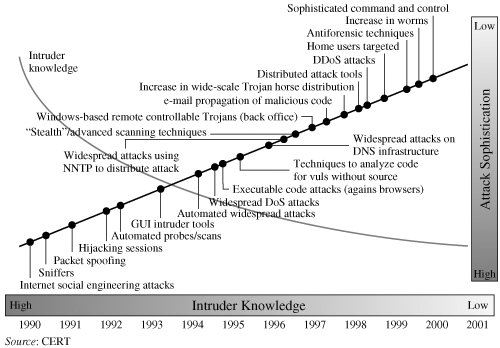 Sophisticated command and control
Increase in worms
Antiforensic techniques
Home users targeted
DDoS attacks
Distributed attack tools
Increase in wide-scale Trojan horse distribution
e-mail propagation of malicious code
Windows-based remote controllable Trojans (back office)
“Stealth”/advanced scanning techniques
Widespread attacks using
NNTP to distribute attack
Intruder
knowledge
Widespread attacks on
DNS infrastructure
Techniques to analyze code
for vuls without source
Executable code attacks (agains browsers)
Widespread DoS attacks
Automated widespread attacks
GUI intruder tools
Automated probes/scans
Hijacking sessions
Packet spoofing
Sniffers
Internet social engineering attacks
Low
Attack Sophistication
High
High Intruder Knowledge Low
1990 1991 1992 1993 1994 1995 1996 1997 1998 1999 2000 2001
Source: CERT